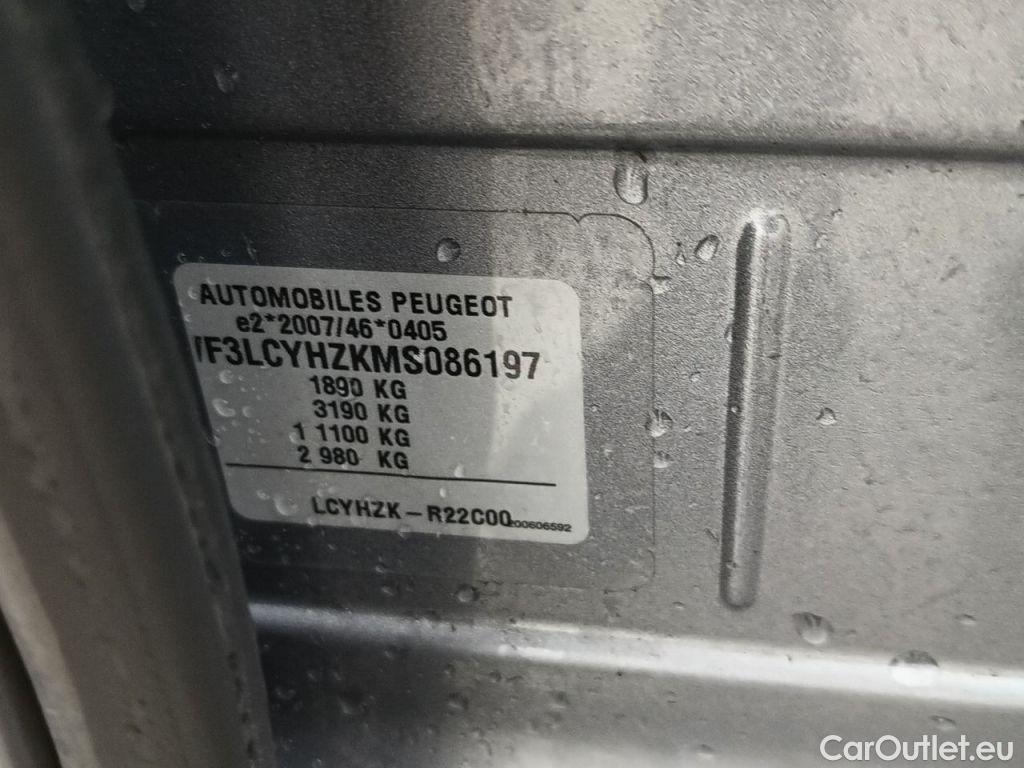 AUTOMOBILES PEUGEOT
e2*2007/46*0405
VF3LCYHZKMS086197
1890 KG
3190 KG
1 1100 KG
2 980 KG
LCYHZK – R22C00
200606592
CarOutlet.eu